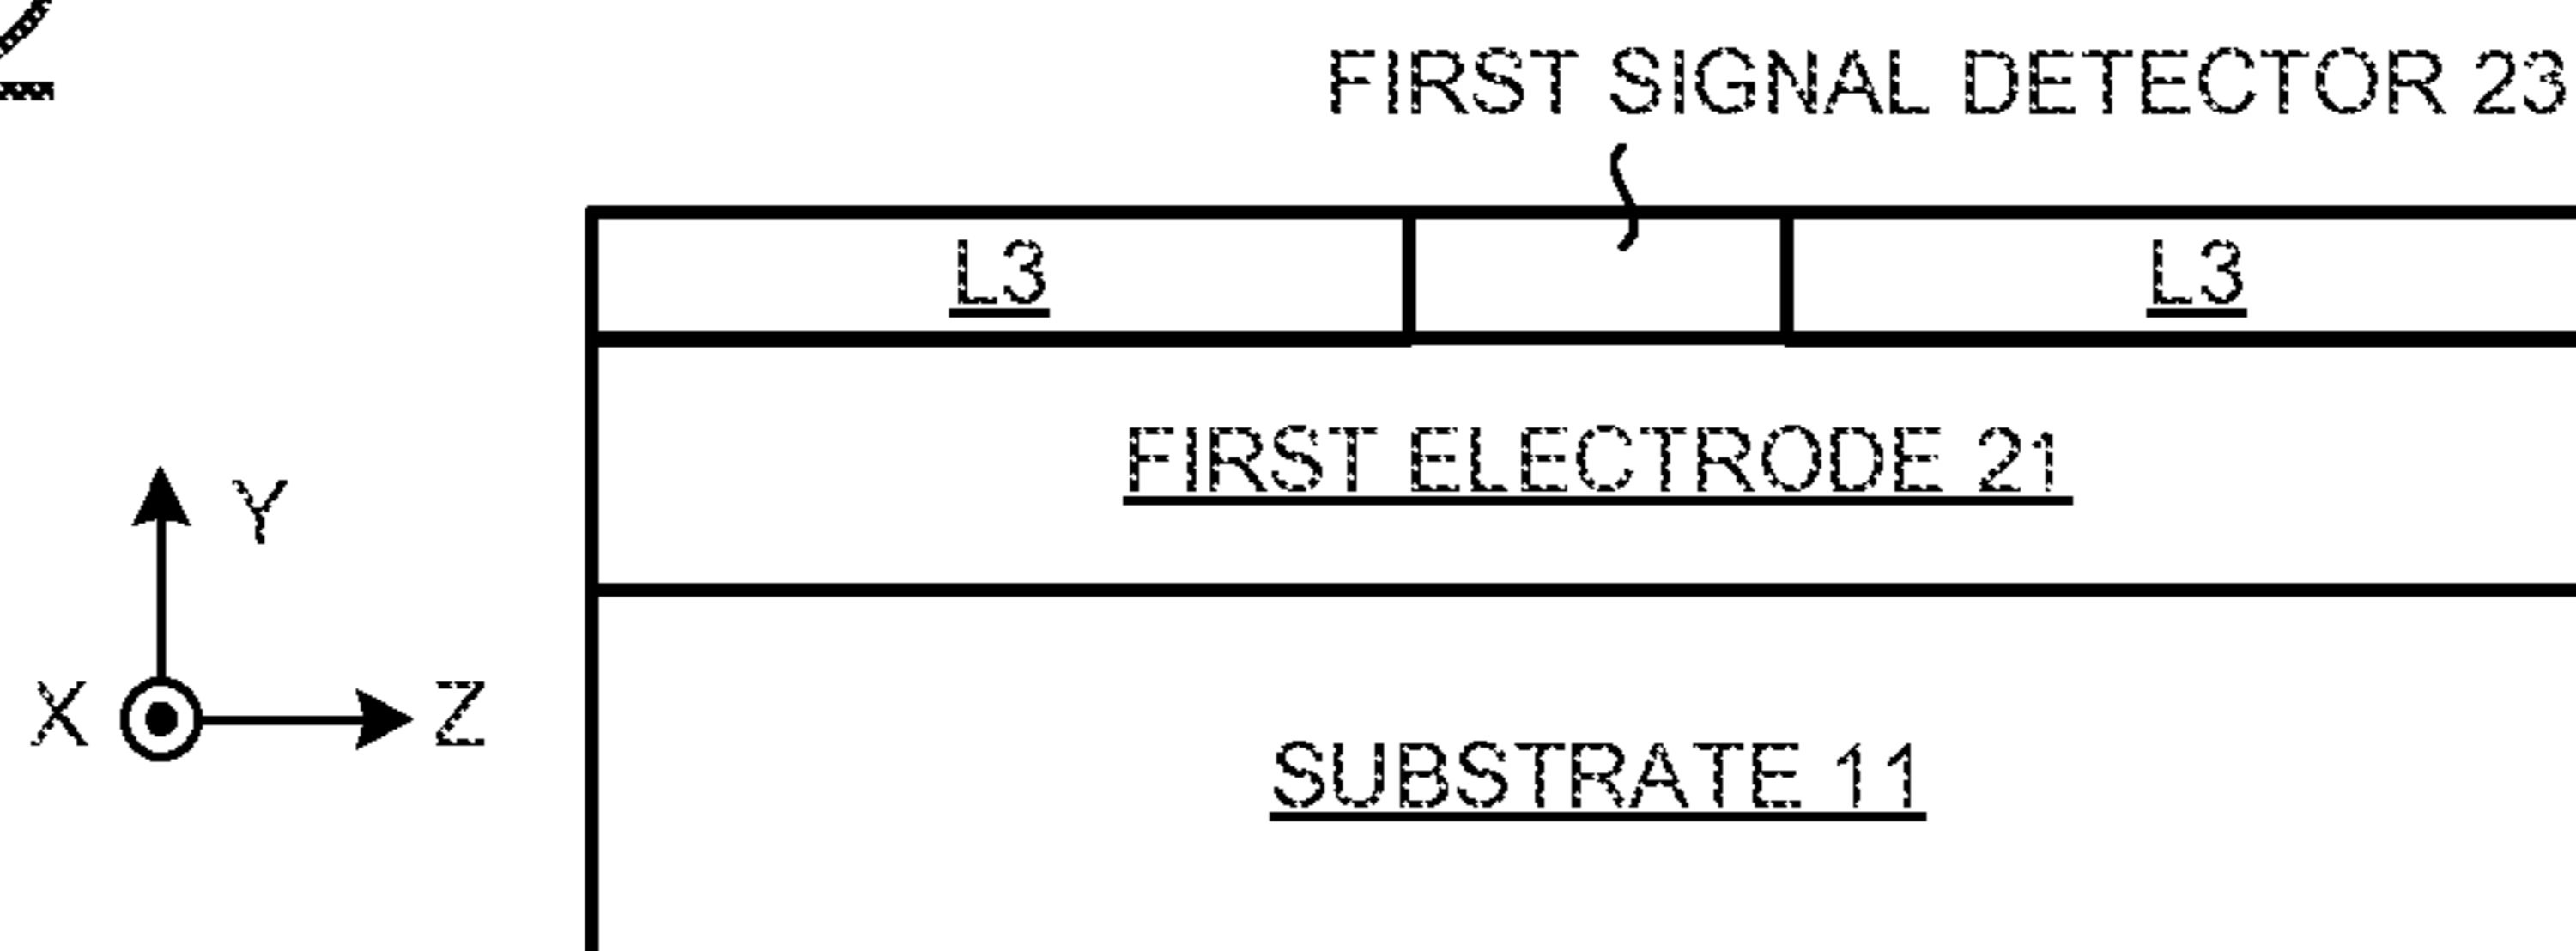 FIRST SIGNAL DETECTOR 23
L3 L3
FIRST ELECTRODE 21
Y
X Z
SUBSTRATE 11